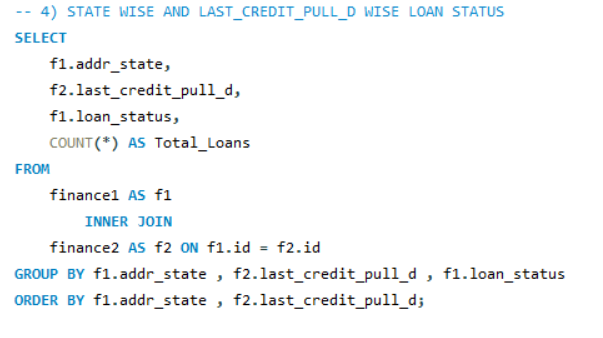 -- 4) STATE WISE AND LAST_CREDIT_PULL_D WISE LOAN STATUS
SELECT
f1.addr_state,
f2.last_credit_pull_d,
f1.loan_status,
COUNT(*) AS Total_Loans
FROM
finance1 AS f1
INNER JOIN
finance2 AS f2 ON f1.id = f2.id
GROUP BY f1.addr_state , f2.last_credit_pull_d , f1.loan_status
ORDER BY f1.addr_state , f2.last_credit_pull_d;